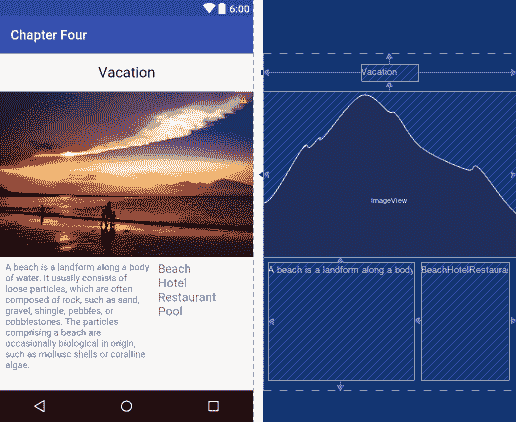 6:00
Chapter Four
Vacation
A beach is a landform along a body
of water. It usually consists of
loose particles, which are often
composed of rock, such as sand,
gravel, shingle, pebbles, or
cobblestones. The particles
comprising a beach are
occasionally biological in origin,
such as mollusc shells or coralline
algae.
Beach
Hotel
Restaurant
Pool
Vacation
ImageView
A beach is a landform along a body
BeachHotelRestaura